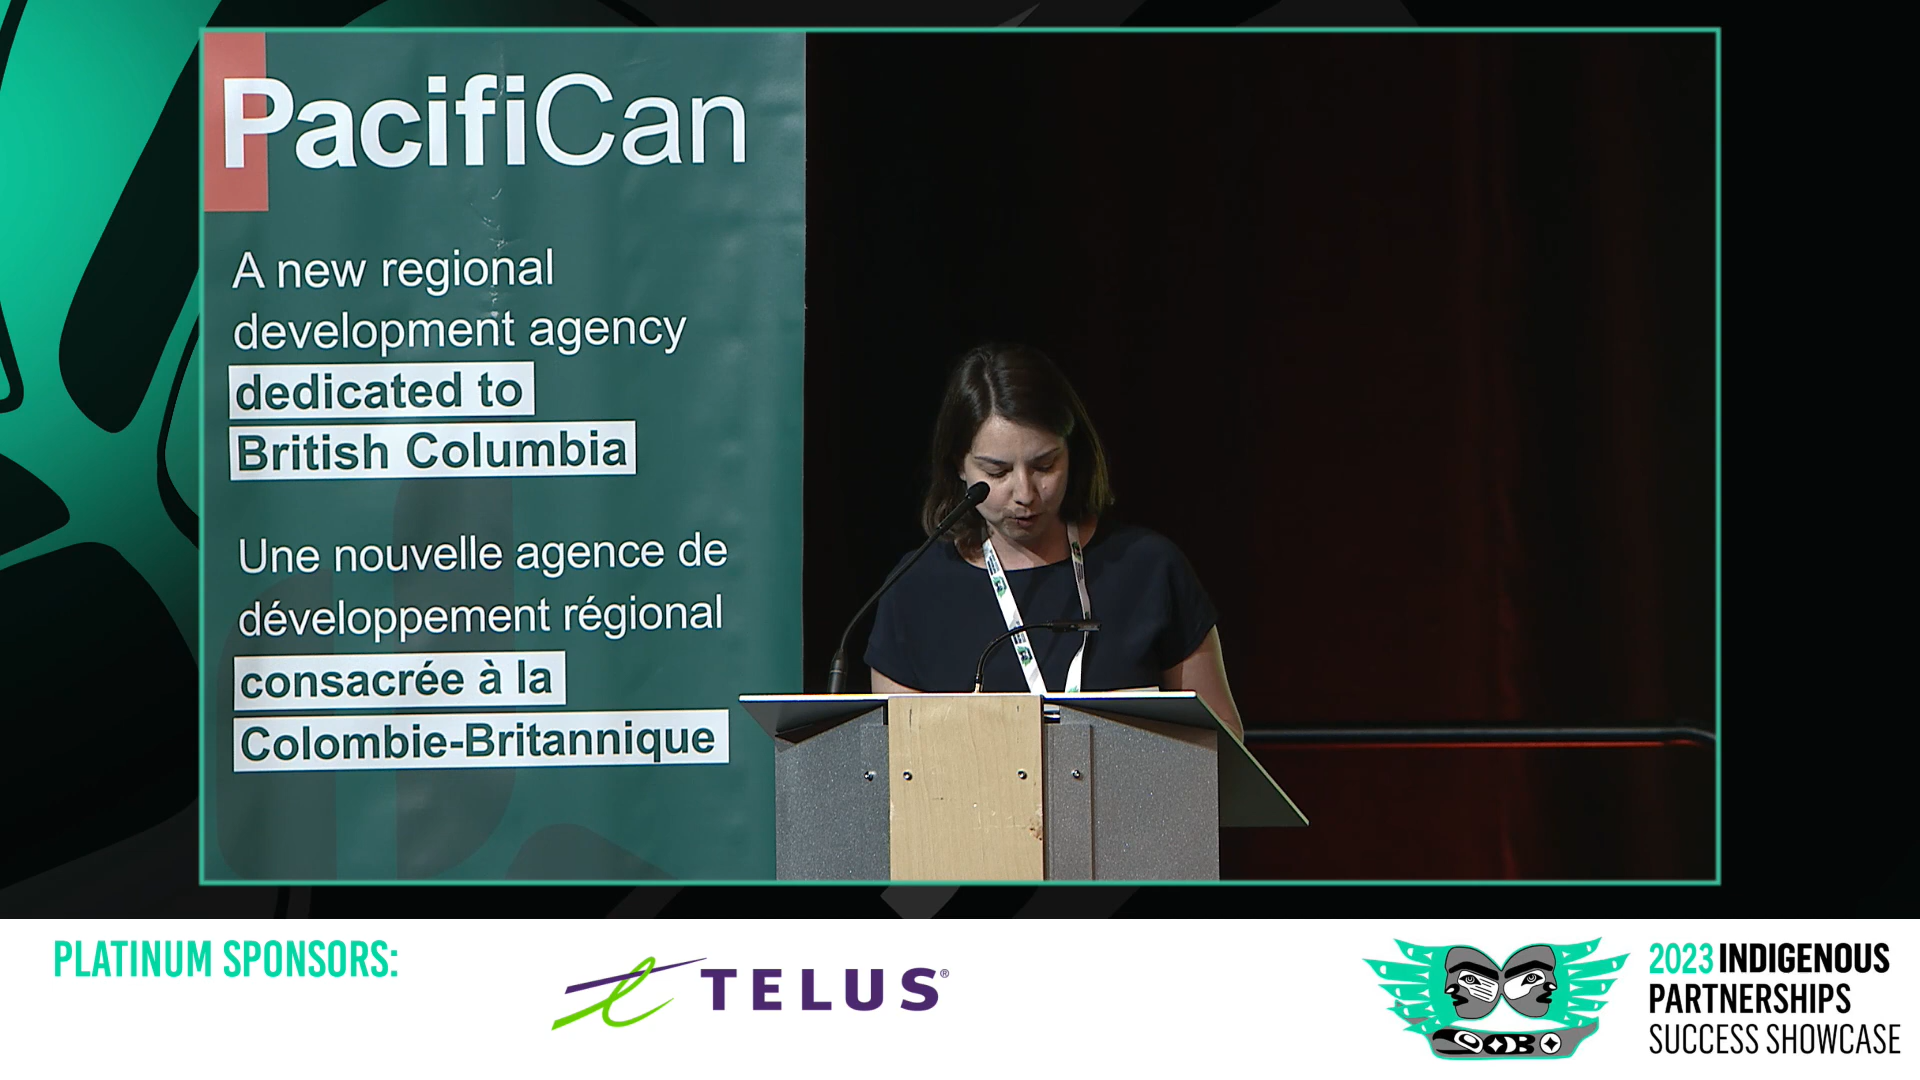 PacifiCan
A new regional
development agency
dedicated to
British Columbia
Une nouvelle agence de
développement régional
consacrée à la
Colombie-Britannique
PLATINUM SPONSORS:
TELUS®
2023 INDIGENOUS
PARTNERSHIPS
SUCCESS SHOWCASE